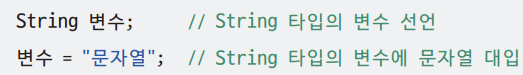 String 변수;    // String 타입의 변수 선언
변수 = "문자열";  // String 타입의 변수에 문자열 대입